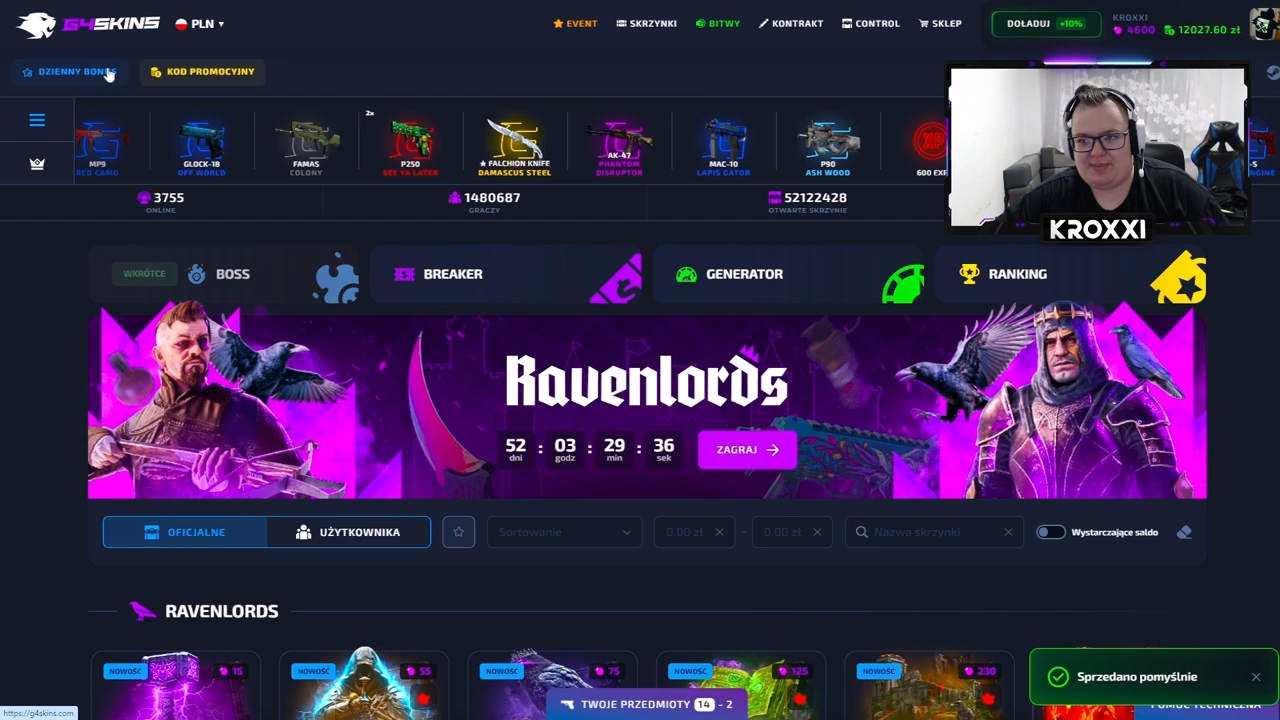 G4SKINS PLN
EVENT SKRZYNKI BITWY KONTRAKT CONTROL SKLEP
DOŁADUJ +10%
KROXXI
4600 12027.60 zł
DZIENNY BONUS KOD PROMOCYJNY
MP9
RED CAMO
GLOCK-18
OFF WORLD
FAMAS
COLONY
2x
P250
SEE YA LATER
★ FALCHION KNIFE
DAMASCUS STEEL
AK-47
PHANTOM
DISRUPTOR
MAC-10
LAPIS GATOR
P90
ASH WOOD
XP
600 EXP
3755
ONLINE
1480687
GRACZY
52122428
OTWARTE SKRZYNIE
KROXXI
WKRÓTCE BOSS
BREAKER
GENERATOR
RANKING
Ravenlords
52 : 03 : 29 : 36
dni godz min sek
ZAGRAJ
OFICJALNE UŻYTKOWNIKA
Sortowanie
0.00 zł – 0.00 zł
Nazwa skrzynki
Wystarczające saldo
RAVENLORDS
NOWOŚĆ 15
NOWOŚĆ 55
NOWOŚĆ 75
NOWOŚĆ 125
NOWOŚĆ 230
Sprzedano pomyślnie
TWOJE PRZEDMIOTY 14 - 2
POMOC TECHNICZNA
https://g4skins.com